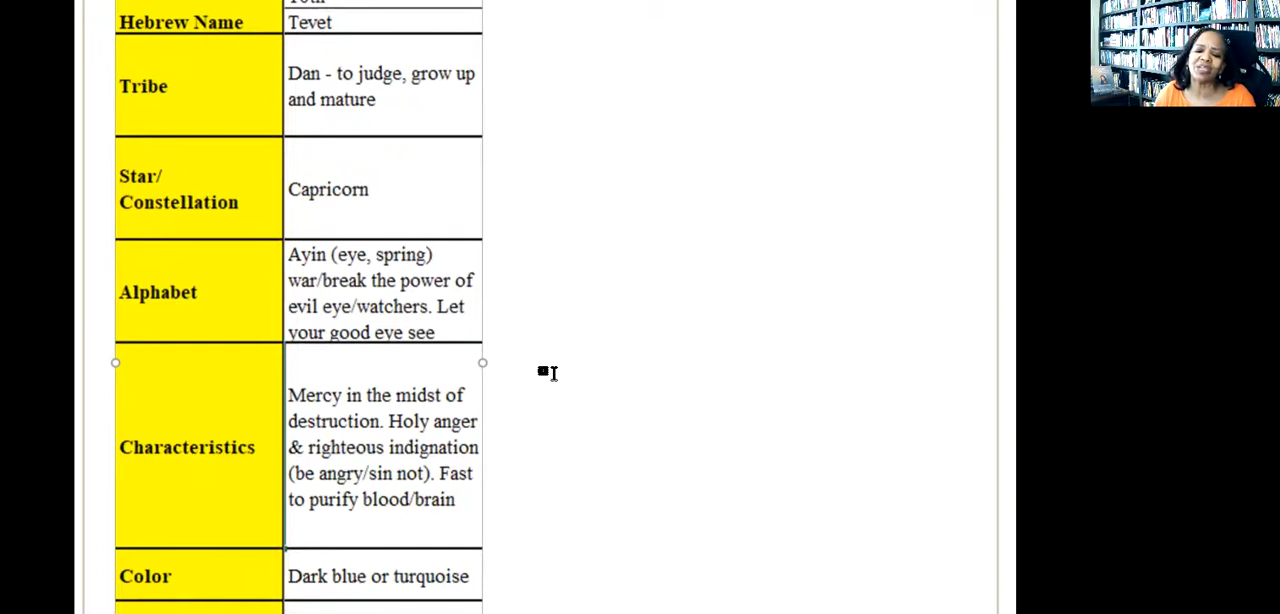 Hebrew Name
Tevet
Tribe
Dan - to judge, grow up
and mature
Star/
Constellation
Capricorn
Alphabet
Ayin (eye, spring)
war/break the power of
evil eye/watchers. Let
your good eye see
Characteristics
Mercy in the midst of
destruction. Holy anger
& righteous indignation
(be angry/sin not). Fast
to purify blood/brain
Color
Dark blue or turquoise